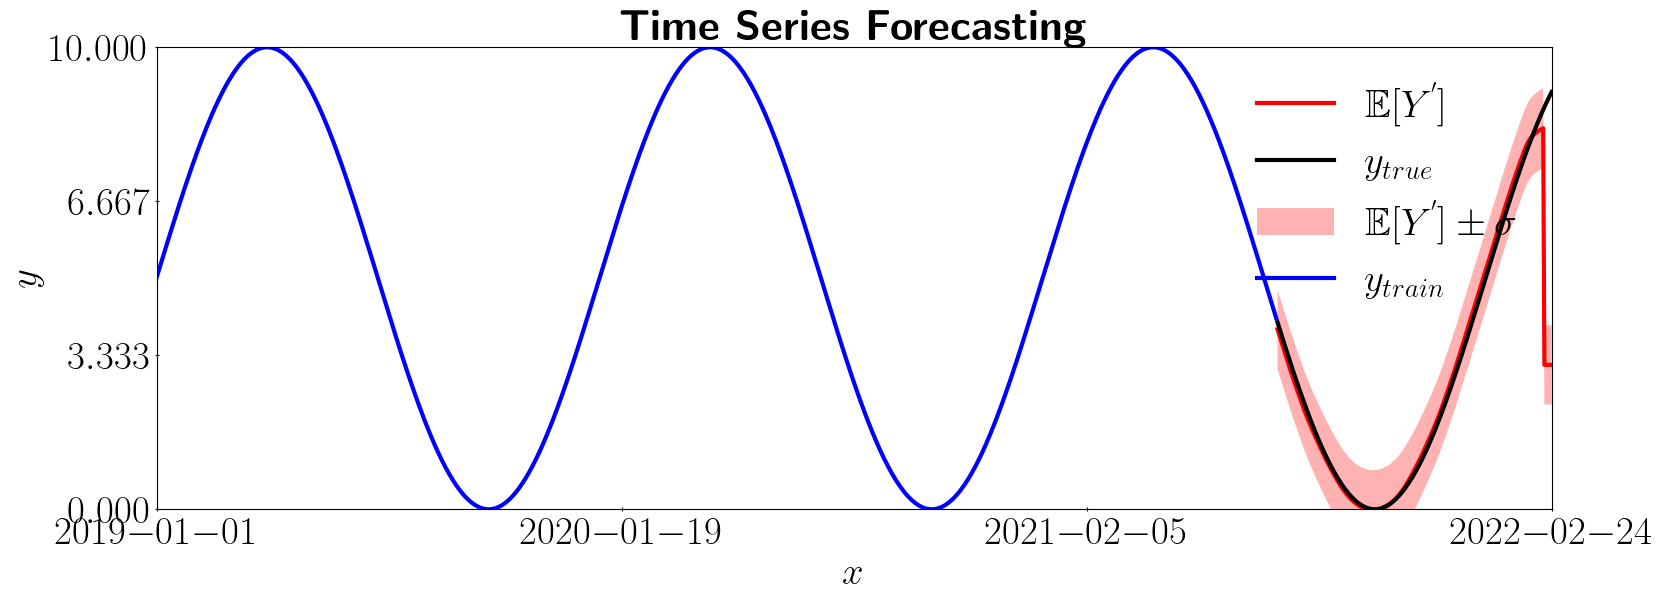 Time Series Forecasting
10.000
6.667
3.333
0.000
y
2019−01−01
2020−01−19
2021−02−05
2022−02−24
x
𝔼[Y′]
y_true
𝔼[Y′] ± σ
y_train